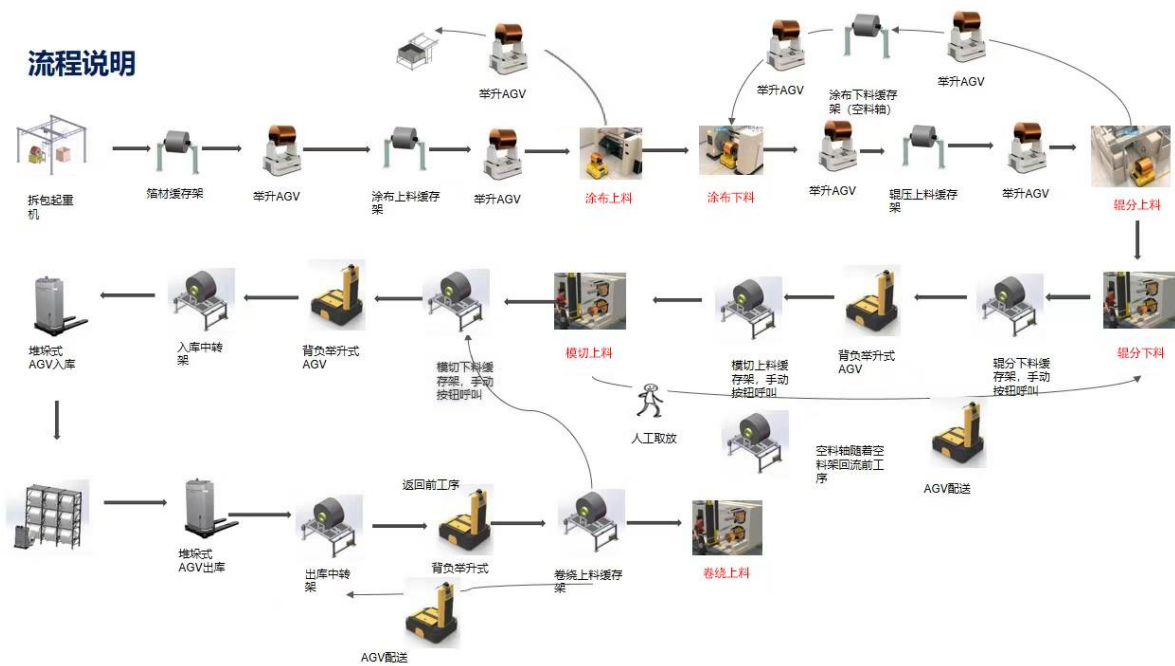 流程说明
举升AGV
举升AGV
涂布下料缓存
架（空料轴）
举升AGV
拆包起重
机
箔材缓存架
举升AGV
涂布上料缓存
架
举升AGV
涂布上料
涂布下料
举升AGV
辊压上料缓存
架
举升AGV
辊分上料
堆垛式
AGV入库
入库中转
架
背负举升式
AGV
模切下料缓
存架，手动
按钮呼叫
模切上料
模切上料缓
存架，手动
按钮呼叫
背负举升式
AGV
辊分下料缓
存架，手动
按钮呼叫
辊分下料
人工取放
空料轴随着空
料架回流前工
序
AGV配送
堆垛式
AGV出库
出库中转
架
返回前工序
背负举升式
卷绕上料缓存
架
卷绕上料
AGV配送